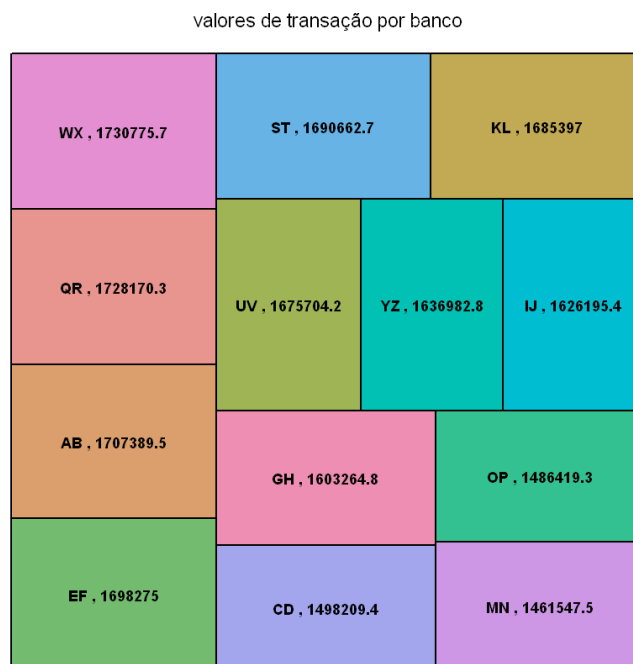 valores de transação por banco
WX , 1730775.7
ST , 1690662.7
KL , 1685397
QR , 1728170.3
UV , 1675704.2
YZ , 1636982.8
IJ , 1626195.4
AB , 1707389.5
GH , 1603264.8
OP , 1486419.3
EF , 1698275
CD , 1498209.4
MN , 1461547.5